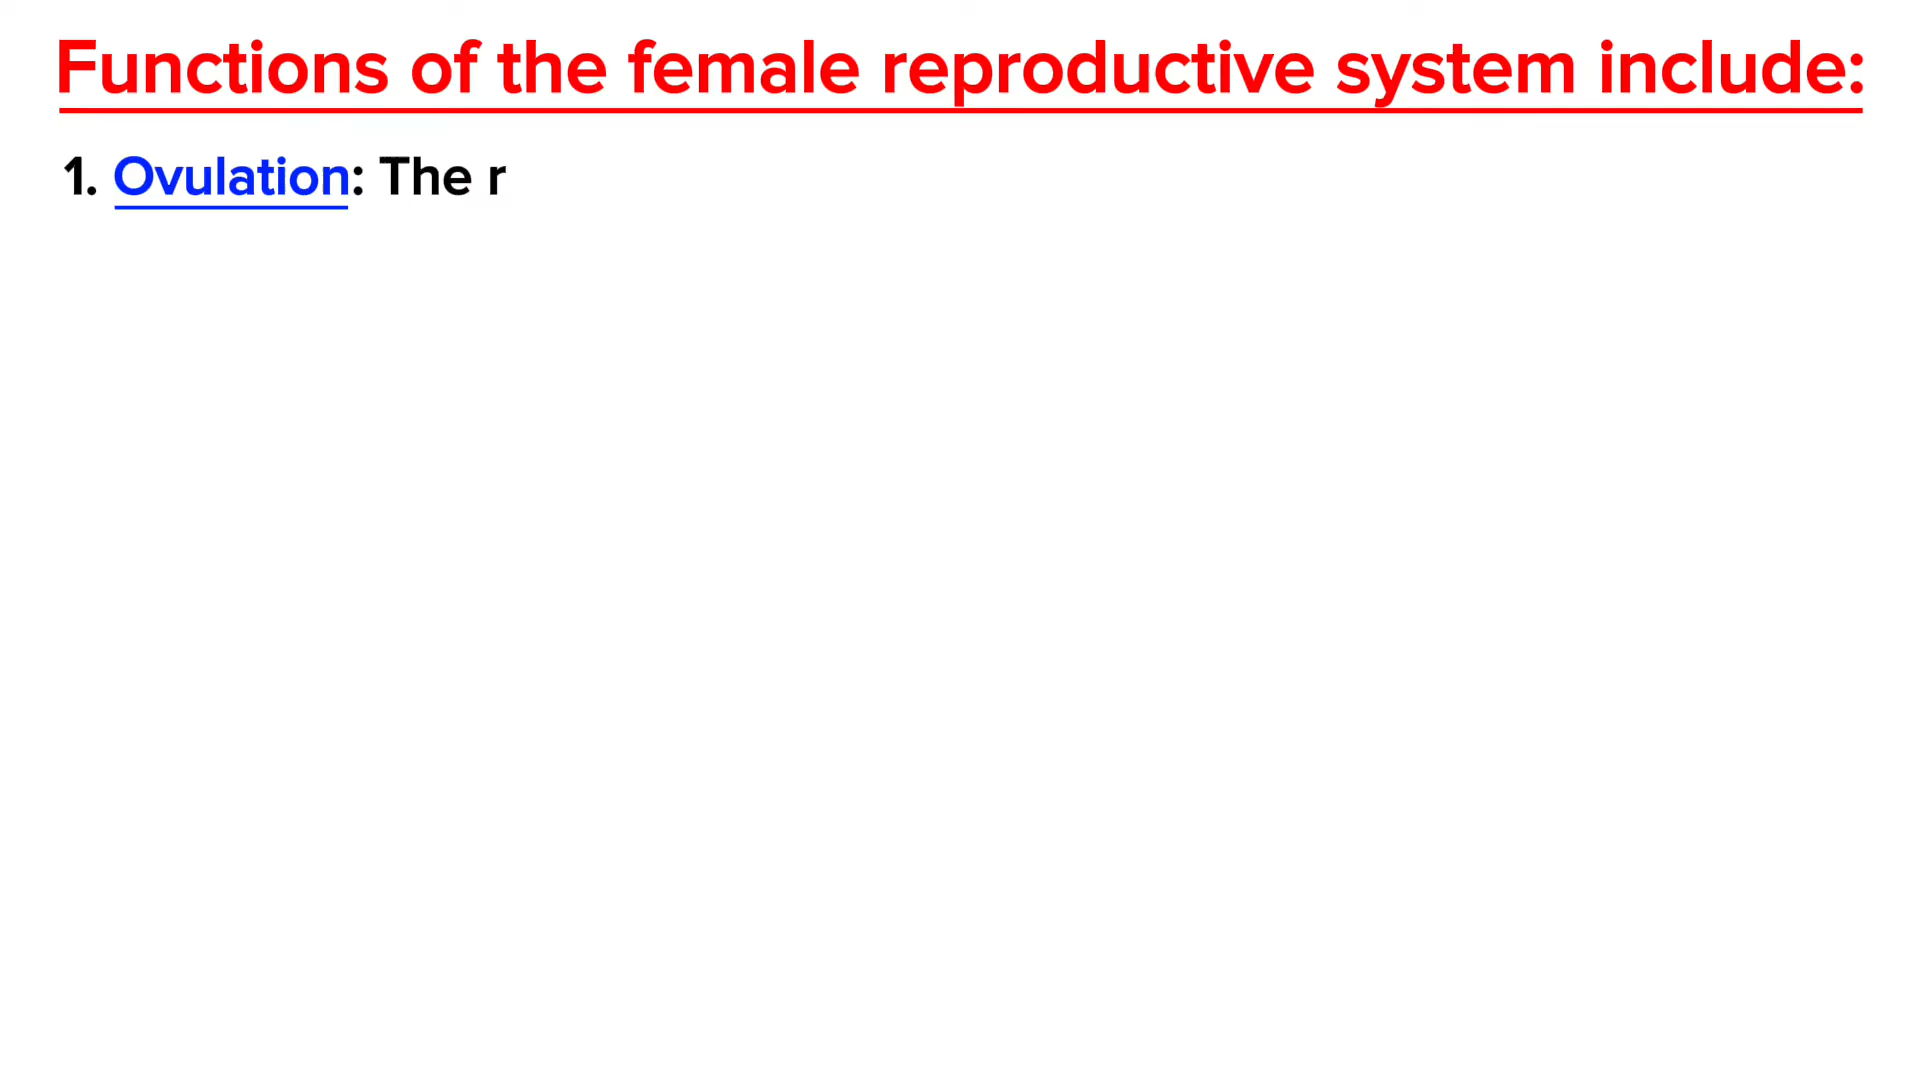 Functions of the female reproductive system include:
1. Ovulation: The r